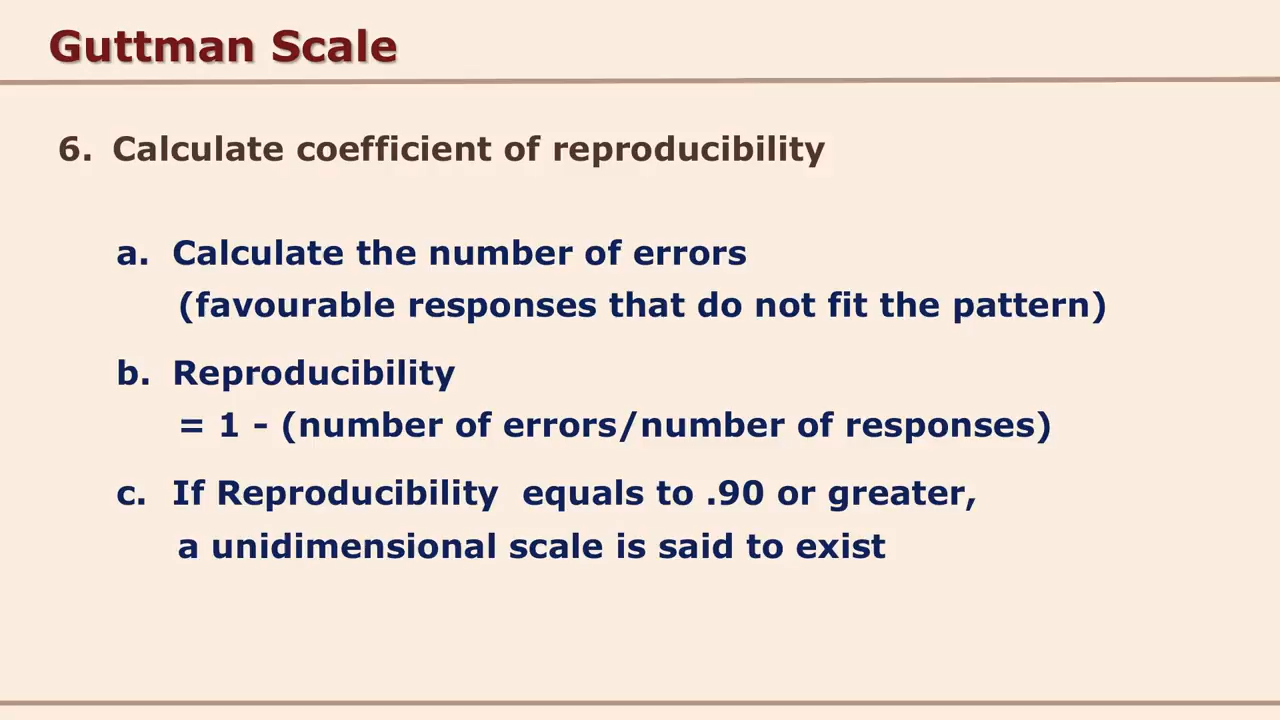 Guttman Scale
6. Calculate coefficient of reproducibility
a. Calculate the number of errors
(favourable responses that do not fit the pattern)
b. Reproducibility
= 1 - (number of errors/number of responses)
c. If Reproducibility equals to .90 or greater,
a unidimensional scale is said to exist